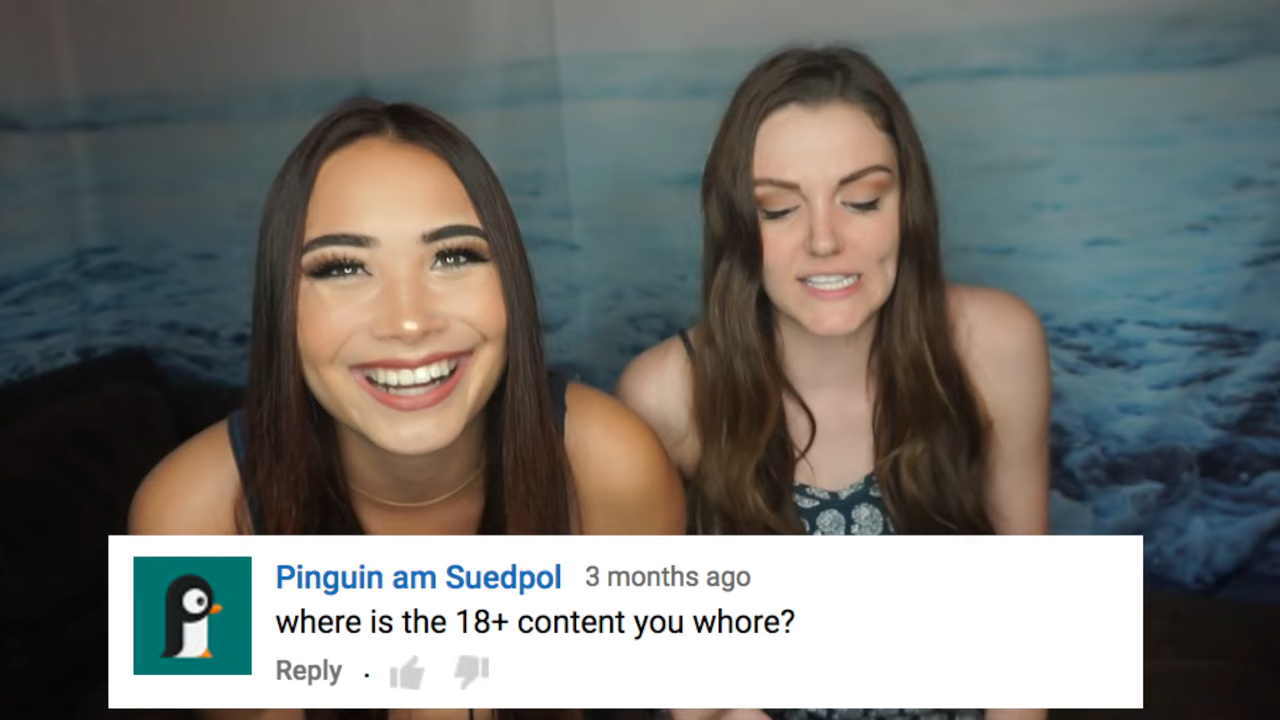 Pinguin am Suedpol 3 months ago
where is the 18+ content you whore?
Reply .